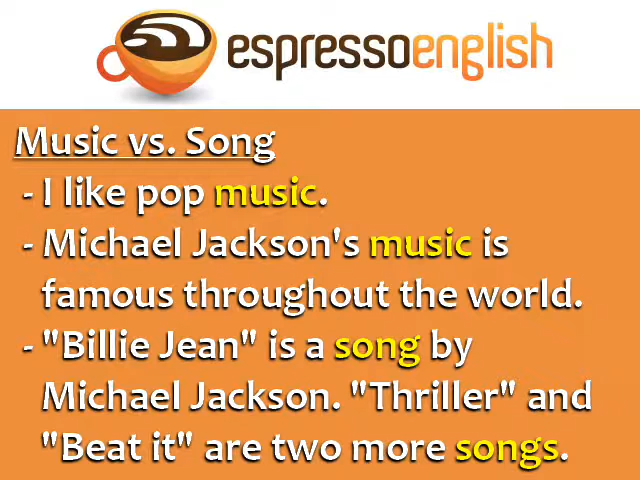 espressoenglish
Music vs. Song
- I like pop music.
- Michael Jackson's music is
famous throughout the world.
- "Billie Jean" is a song by
Michael Jackson. "Thriller" and
"Beat it" are two more songs.